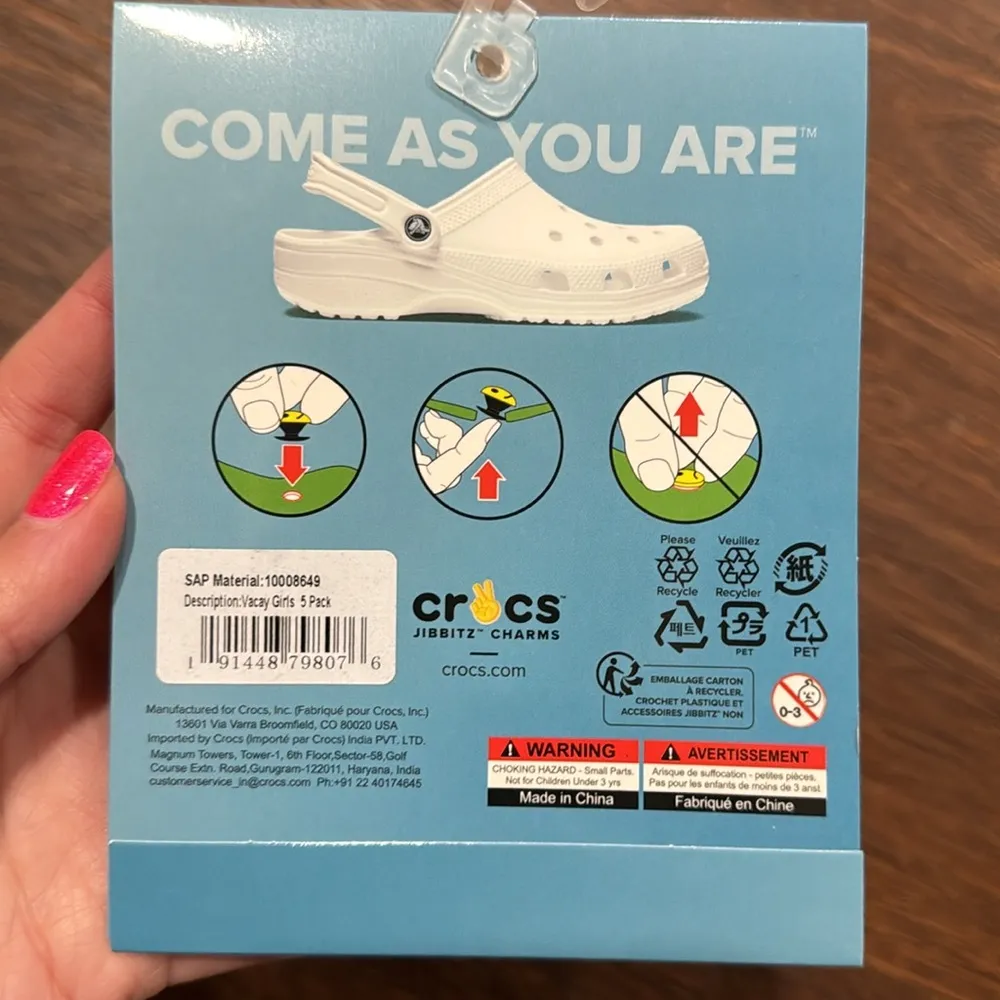 COME AS YOU ARE™
SAP Material:10008649
Description:Vacay Girls 5 Pack
1 91448 79807 6
crocs™
JIBBITZ™ CHARMS
crocs.com
Please
Recycle
Veuillez
Recycler
紙
페트
プラ
PET
1
PET
EMBALLAGE CARTON
À RECYCLER,
CROCHET PLASTIQUE ET
ACCESSOIRES JIBBITZ™ NON
0-3
Manufactured for Crocs, Inc. (Fabriqué pour Crocs, Inc.)
13601 Via Varra Broomfield, CO 80020 USA
Imported by Crocs (importé par Crocs) India PVT. LTD.
Magnum Towers, Tower-1, 6th Floor,Sector-58,Golf
Course Extn. Road,Gurugram-122011, Haryana, India
customerservice_in@crocs.com Ph:+91 22 40174645
WARNING
CHOKING HAZARD - Small Parts.
Not for Children Under 3 yrs
Made in China
AVERTISSEMENT
Arisque de suffocation - petites pièces.
Pas pour les enfants de moins de 3 anst
Fabriqué en Chine